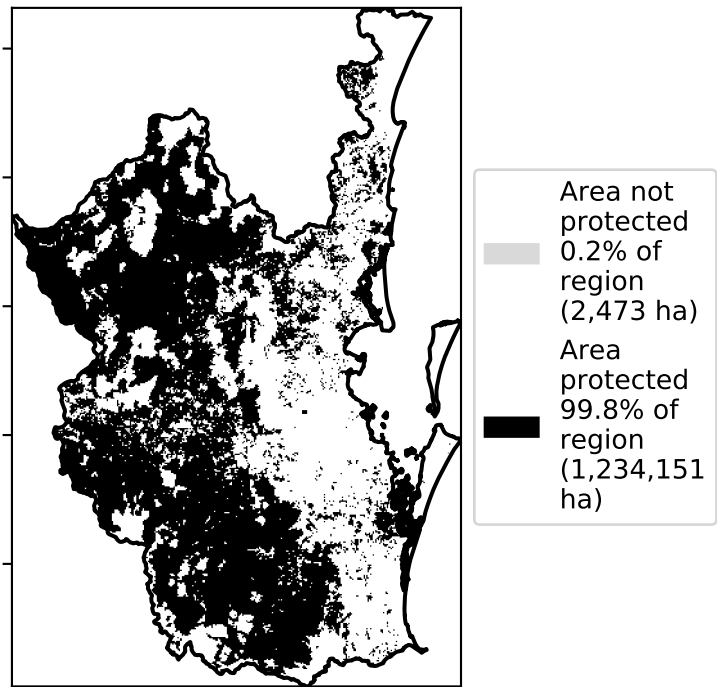 Area not
protected
0.2% of
region
(2,473 ha)
Area
protected
99.8% of
region
(1,234,151
ha)